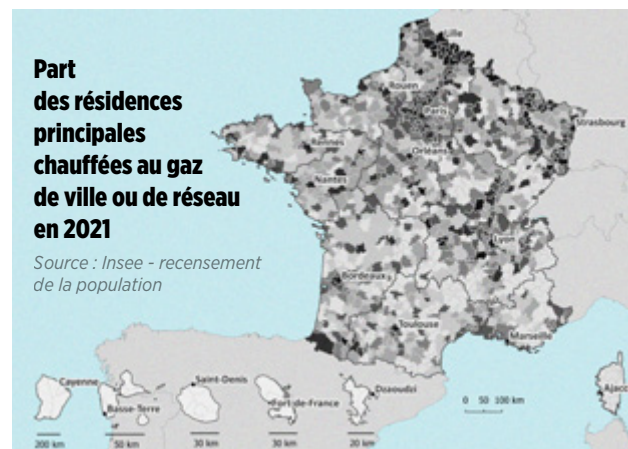 Part
des résidences
principales
chauffées au gaz
de ville ou de réseau
en 2021
Source : Insee - recensement
de la population
Lille
Rouen
Paris
Strasbourg
Rennes
Orléans
Nantes
Lyon
Bordeaux
Toulouse
Marseille
Cayenne
Saint-Denis
Dzaoudzi
Basse-Terre
Fort-de-France
0 50 100 km
Ajacc
200 km
50 km
30 km
30 km
20 km